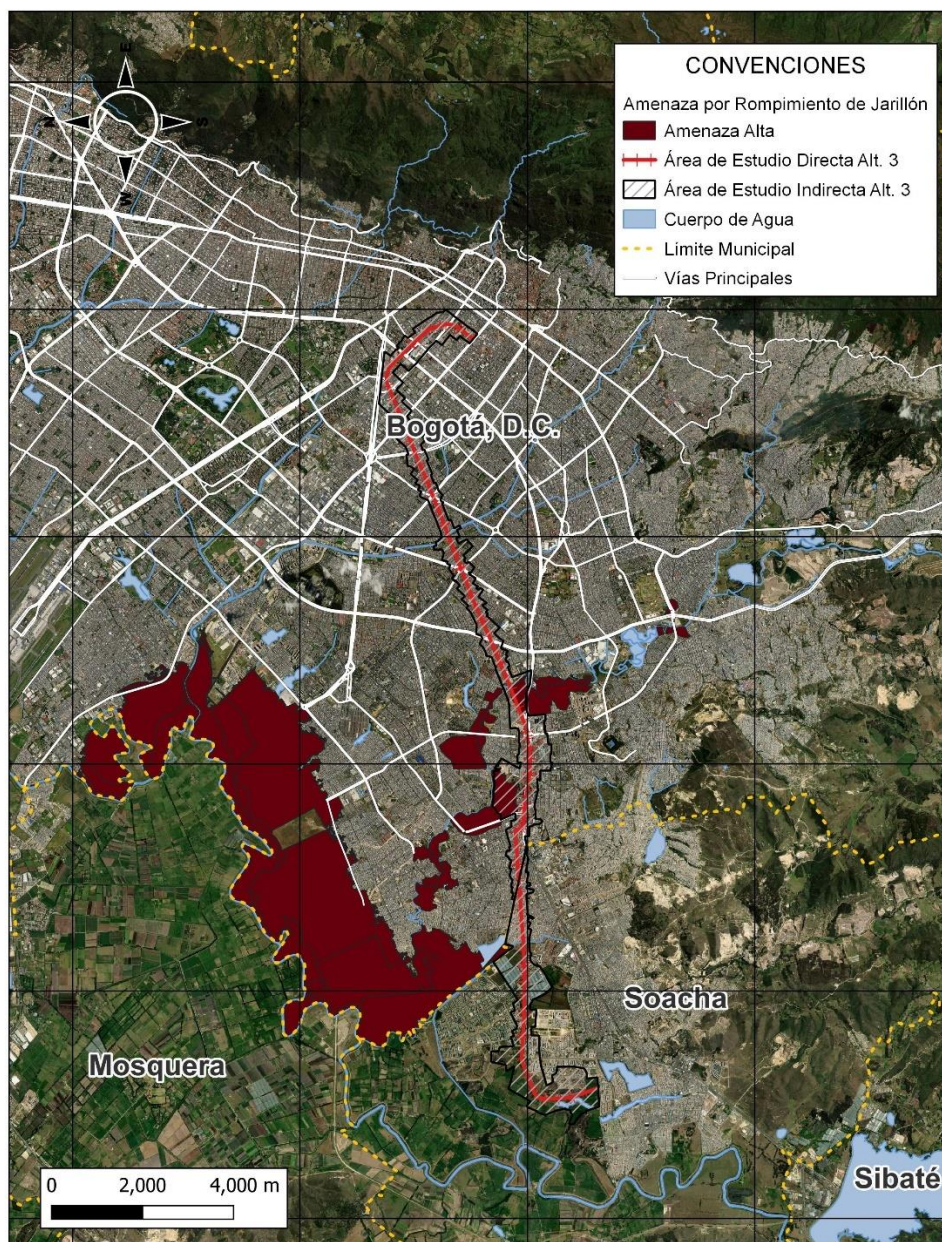 CONVENCIONES
Amenaza por Rompimiento de Jarillón
Amenaza Alta
Área de Estudio Directa Alt. 3
Área de Estudio Indirecta Alt. 3
Cuerpo de Agua
Límite Municipal
Vías Principales
E
N
S
W
Bogotá, D.C.
Soacha
Mosquera
Sibaté
0 2,000 4,000 m